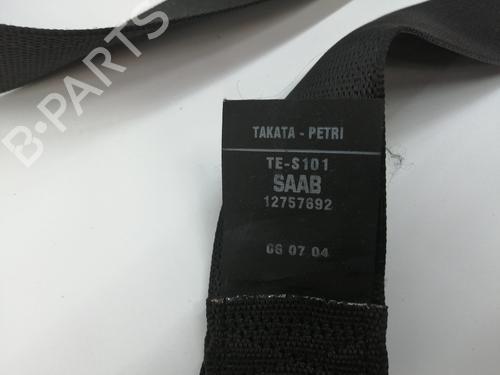 B-PARTS
TAKATA - PETRI
TE-S101
SAAB
12757692
06 07 04